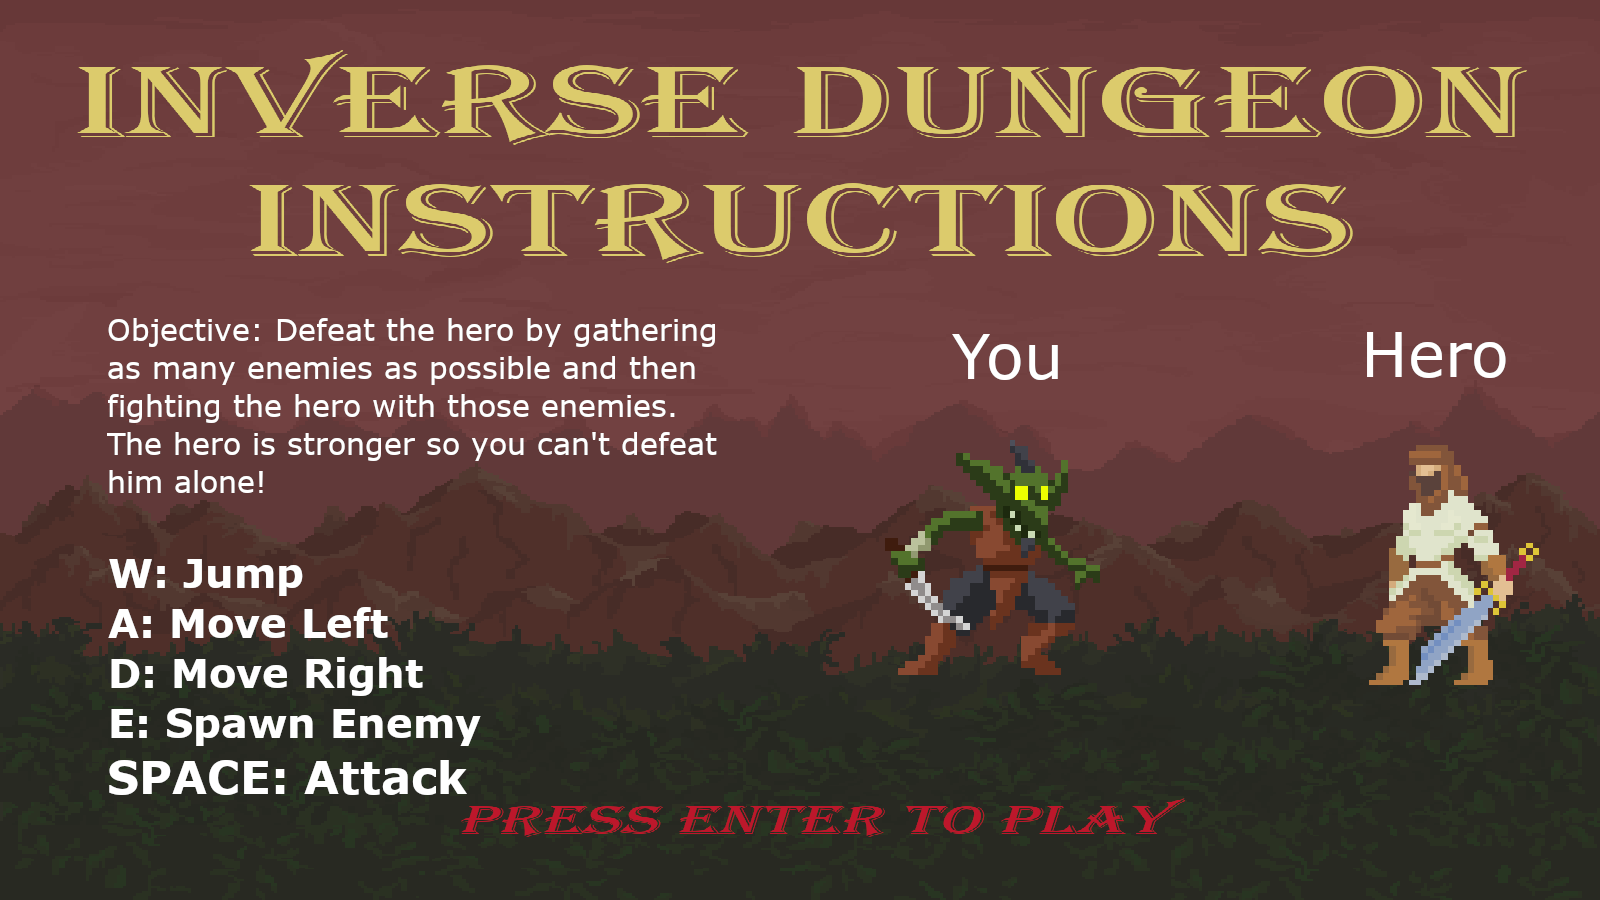 INVERSE DUNGEON
INSTRUCTIONS
Objective: Defeat the hero by gathering
as many enemies as possible and then
fighting the hero with those enemies.
The hero is stronger so you can't defeat
him alone!
You
Hero
W: Jump
A: Move Left
D: Move Right
E: Spawn Enemy
SPACE: Attack
PRESS ENTER TO PLAY